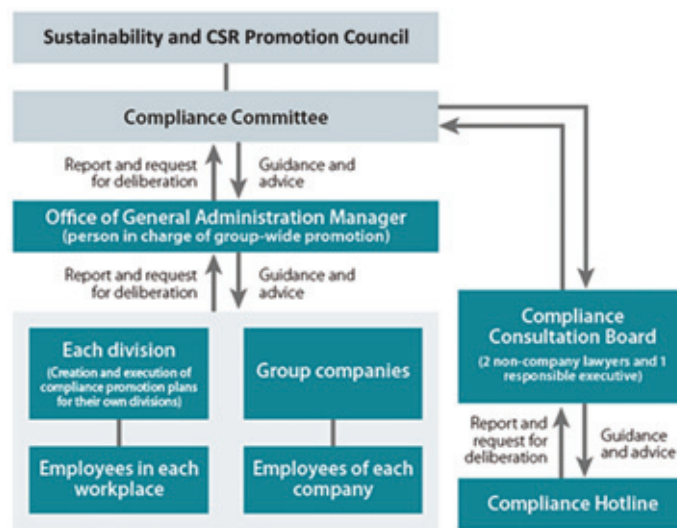 Sustainability and CSR Promotion Council
Compliance Committee
Report and request
for deliberation
Guidance and
advice
Office of General Administration Manager
(person in charge of group-wide promotion)
Report and request
for deliberation
Guidance and
advice
Each division
(Creation and execution of
compliance promotion plans
for their own divisions)
Group companies
Employees in each
workplace
Employees of each
company
Compliance
Consultation Board
(2 non-company lawyers and 1
responsible executive)
Report and
request for
deliberation
Guidance
and advice
Compliance Hotline